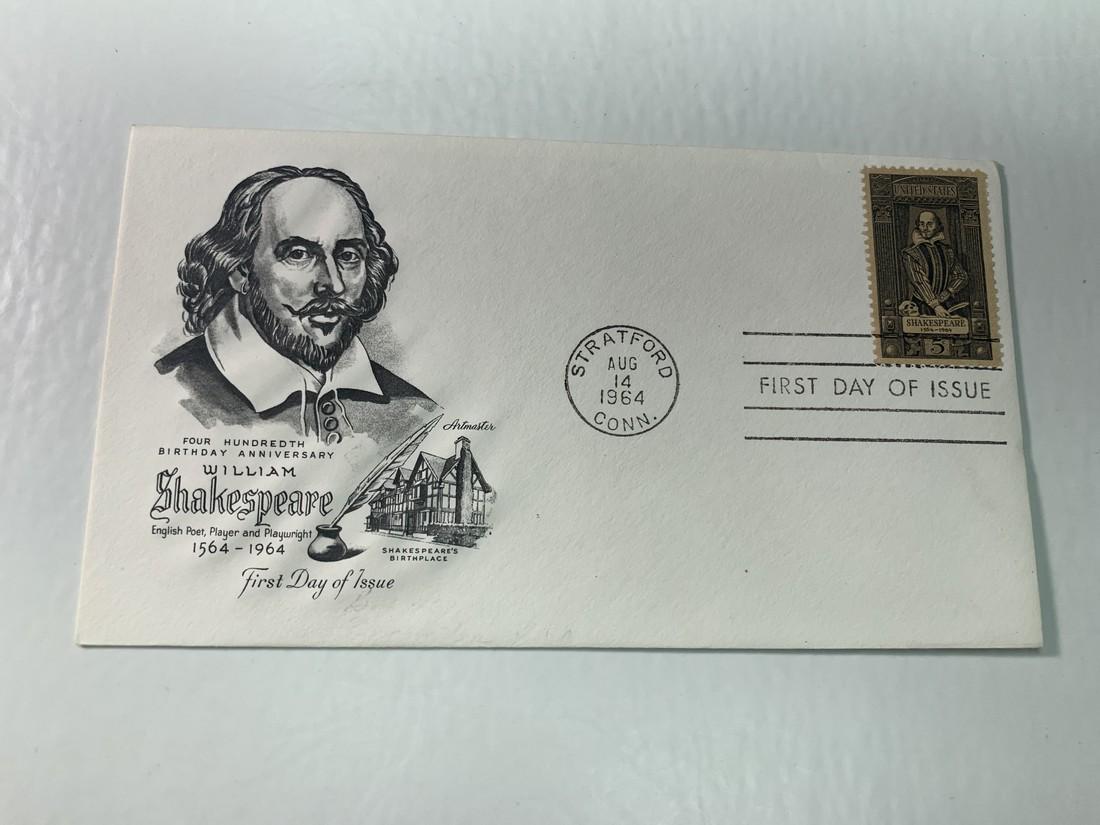 FOUR HUNDREDTH
BIRTHDAY ANNIVERSARY
WILLIAM
Shakespeare
English Poet, Player and Playwright
1564 - 1964
First Day of Issue
Artmaster
SHAKESPEARE'S
BIRTHPLACE
STRATFORD
AUG
14
1964
CONN.
UNITED STATES
SHAKESPEARE
1564-1964
5¢
FIRST DAY OF ISSUE